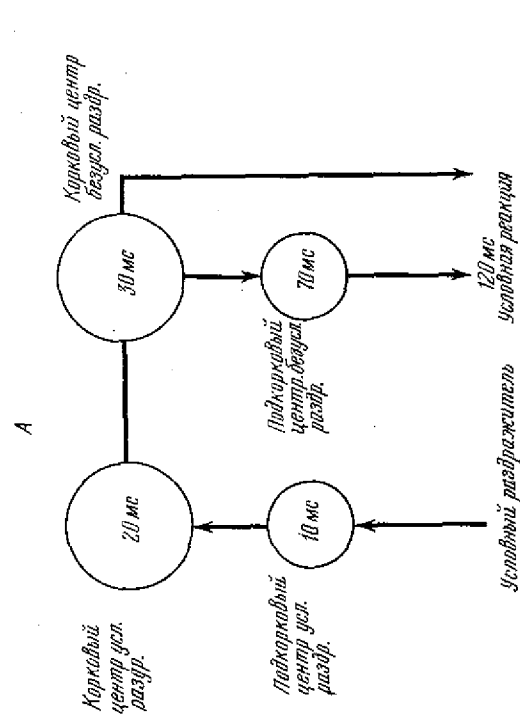 А
Корковый
центр усл.
раздр.
20 мс
Корковый центр
безусл. раздр.
30 мс
Подкорковый
центр усл.
раздр.
10 мс
Подкорковый
центр.безусл.
раздр.
70 мс
Условный раздражитель
120 мс
Условная реакция